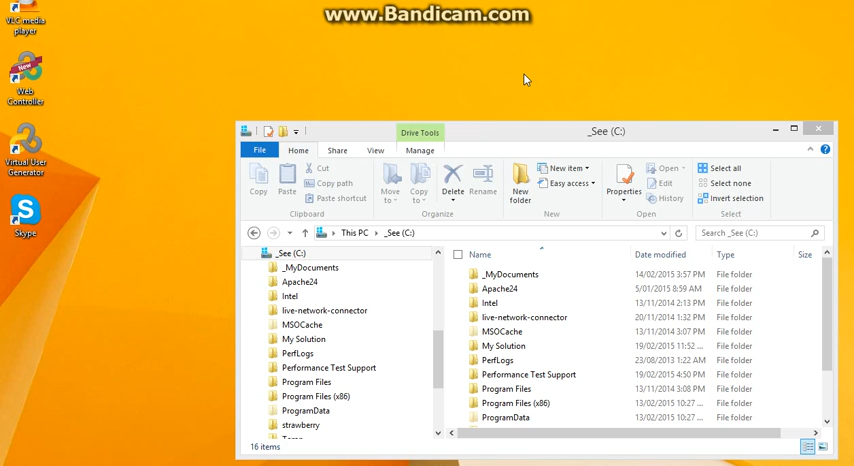 www.Bandicam.com
VLC media
player
New
Web
Controller
Virtual User
Generator
S
Skype
Drive Tools
_See (C:)
File
Home
Share
View
Manage
Copy
Paste
Cut
Copy path
Paste shortcut
Clipboard
Move
to
Copy
to
Delete
Rename
Organize
New
folder
New item
Easy access
New
Properties
Open
Edit
History
Open
Select all
Select none
Invert selection
Select
This PC
_See (C:)
Search _See (C:)
_See (C:)
_MyDocuments
Apache24
Intel
live-network-connector
MSOCache
My Solution
PerfLogs
Performance Test Support
Program Files
Program Files (x86)
ProgramData
strawberry
Name Date modified Type Size
_MyDocuments 14/02/2015 3:57 PM File folder
Apache24 5/01/2015 8:59 AM File folder
Intel 13/11/2014 2:13 PM File folder
live-network-connector 20/11/2014 1:32 PM File folder
MSOCache 13/11/2014 3:07 PM File folder
My Solution 19/02/2015 11:52 ... File folder
PerfLogs 23/08/2013 1:22 AM File folder
Performance Test Support 19/02/2015 4:50 PM File folder
Program Files 13/11/2014 3:08 PM File folder
Program Files (x86) 13/02/2015 10:27 ... File folder
ProgramData 13/02/2015 10:27 ... File folder
16 items